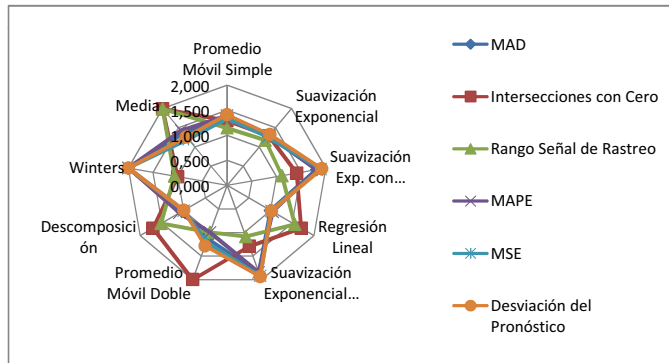 Promedio
Móvil Simple
Suavización
Exponencial
Suavización
Exp. con...
Regresión
Lineal
Suavización
Exponencial...
Promedio
Móvil Doble
Descomposici
ón
Winters
Media
2,000
1,500
1,000
0,500
0,000
MAD
Intersecciones con Cero
Rango Señal de Rastreo
MAPE
MSE
Desviación del
Pronóstico